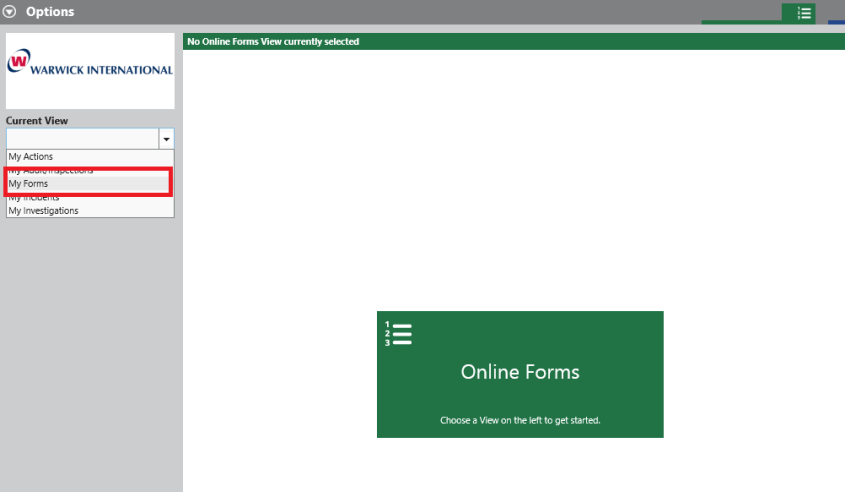 Options
No Online Forms View currently selected
W
WARWICK INTERNATIONAL
Current View
My Actions
My Audit/Inspections
My Forms
My Incidents
My Investigations
1
2
3
Online Forms
Choose a View on the left to get started.